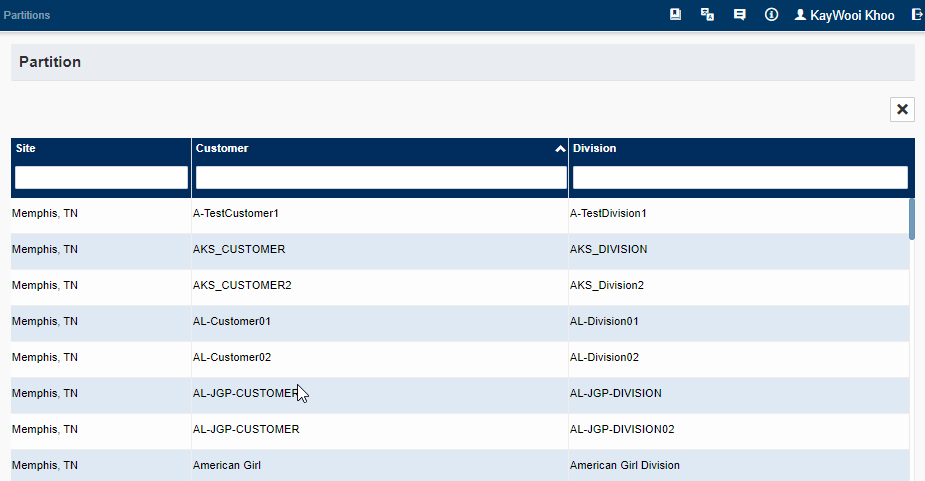 Partitions KayWooi Khoo
Partition
Site Customer Division
Memphis, TN A-TestCustomer1 A-TestDivision1
Memphis, TN AKS_CUSTOMER AKS_DIVISION
Memphis, TN AKS_CUSTOMER2 AKS_Division2
Memphis, TN AL-Customer01 AL-Division01
Memphis, TN AL-Customer02 AL-Division02
Memphis, TN AL-JGP-CUSTOMER AL-JGP-DIVISION
Memphis, TN AL-JGP-CUSTOMER AL-JGP-DIVISION02
Memphis, TN American Girl American Girl Division